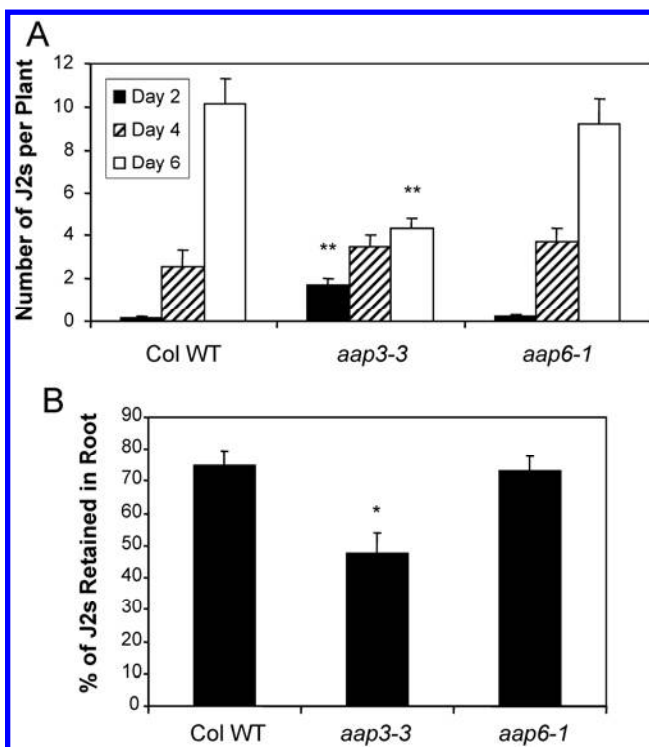 A
12
10
8
6
4
2
0
Number of J2s per Plant
Day 2
Day 4
Day 6
**
**
Col WT
aap3-3
aap6-1
B
90
80
70
60
50
40
30
20
10
0
% of J2s Retained in Root
*
Col WT
aap3-3
aap6-1